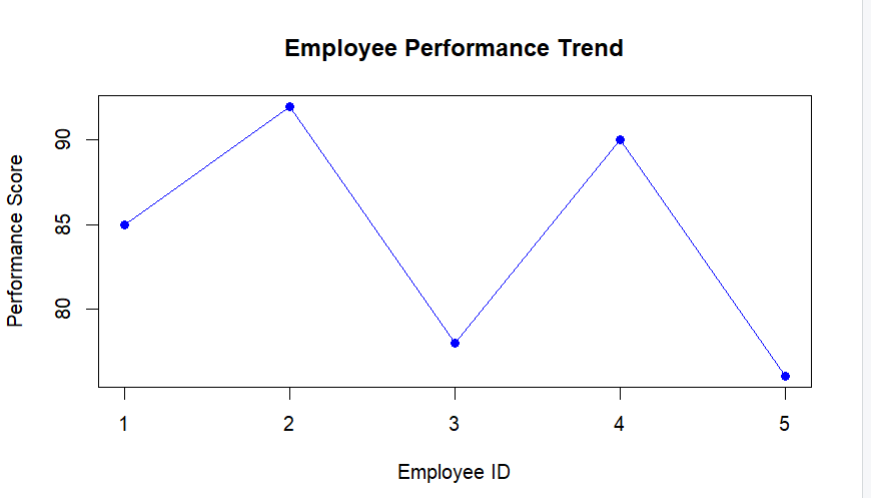 Employee Performance Trend
Performance Score
90
85
80
1 2 3 4 5
Employee ID